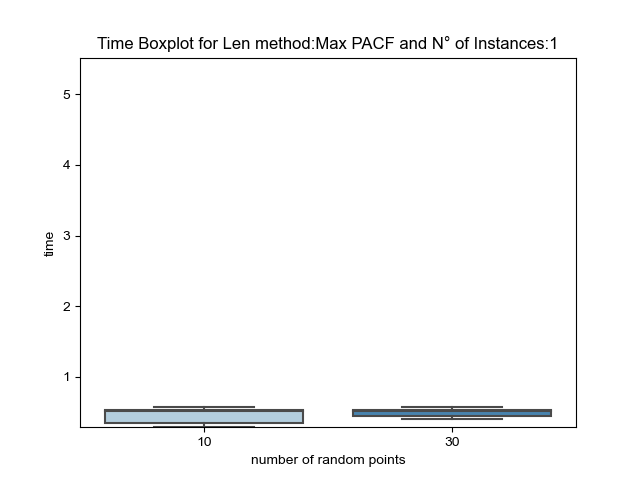 Time Boxplot for Len method:Max PACF and N° of Instances:1
5
4
3
2
1
time
10
30
number of random points